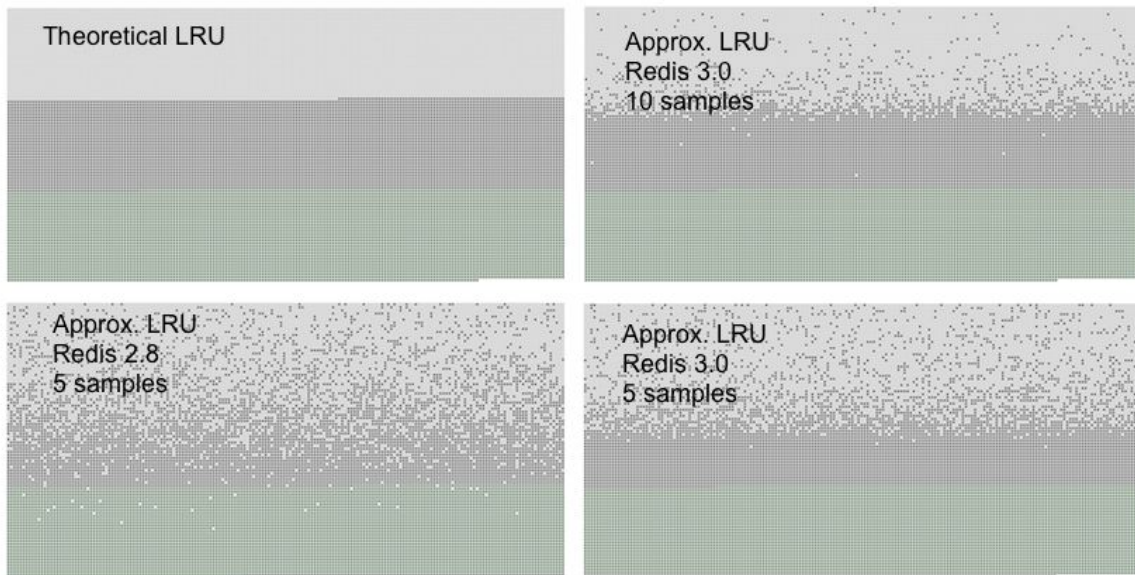 Theoretical LRU
Approx. LRU
Redis 3.0
10 samples
Approx. LRU
Redis 2.8
5 samples
Approx. LRU
Redis 3.0
5 samples